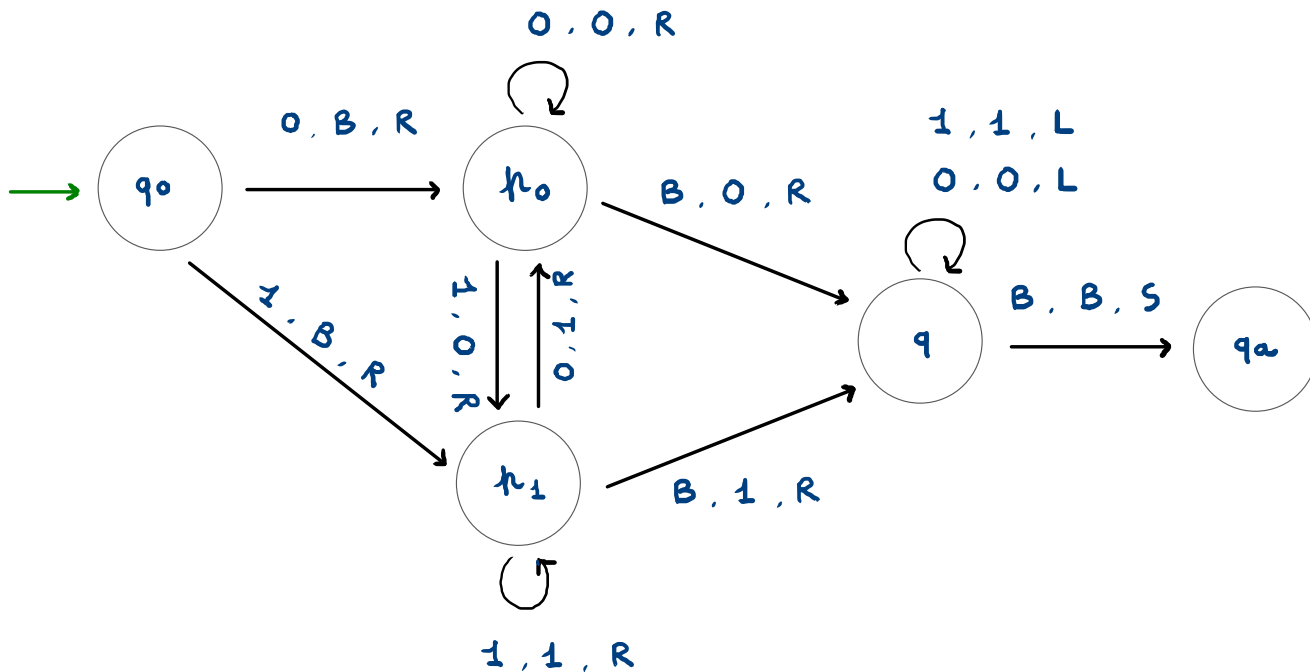 0, 0, R
0, B, R
1, 1, L
0, 0, L
q0
p0
B, 0, R
1, B, R
1, 0, R
0, 1, R
B, B, S
q
qa
p1
B, 1, R
1, 1, R